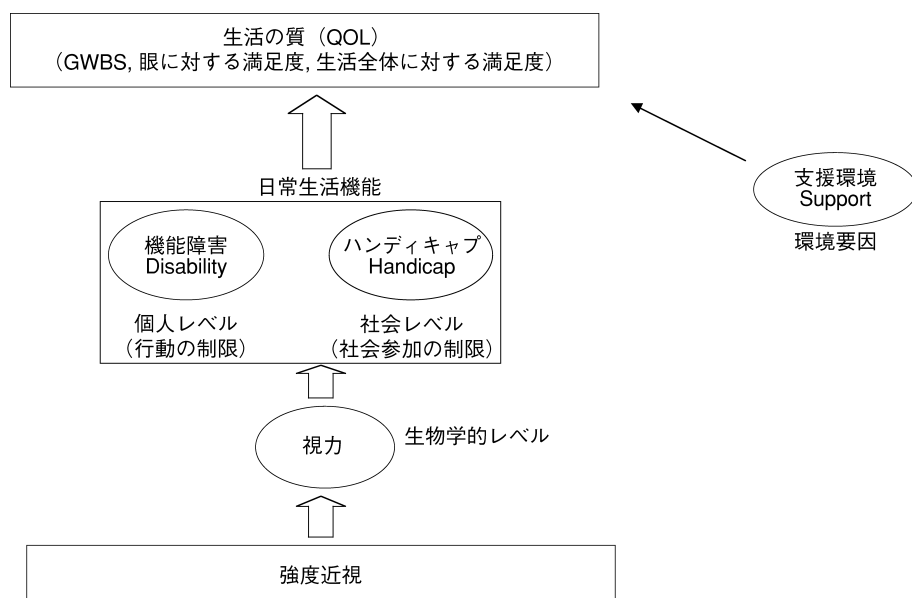 生活の質（QOL）
（GWBS, 眼に対する満足度, 生活全体に対する満足度）
支援環境
Support
環境要因
日常生活機能
機能障害
Disability
ハンディキャプ
Handicap
個人レベル
（行動の制限）
社会レベル
（社会参加の制限）
視力
生物学的レベル
強度近視